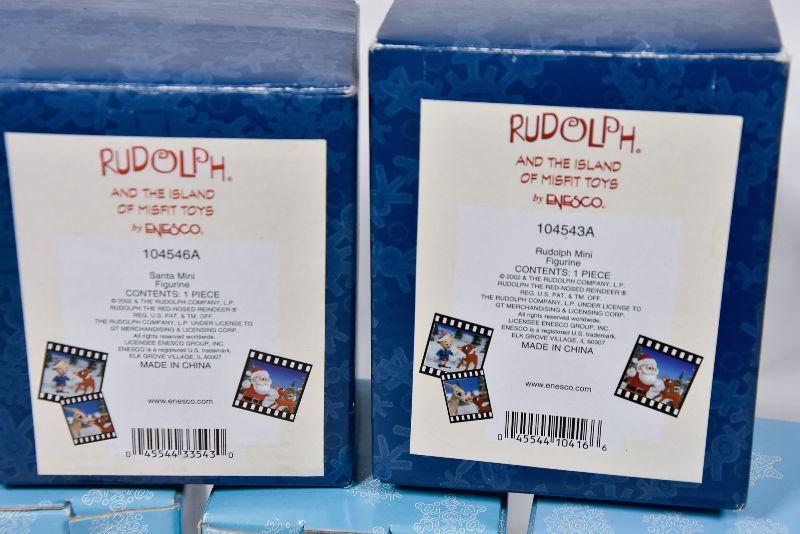 RUDOLPH®
AND THE ISLAND
OF MISFIT TOYS
by ENESCO®
104546A
Santa Mini
Figurine
CONTENTS: 1 PIECE
© 2002 & THE RUDOLPH COMPANY, L.P.
RUDOLPH THE RED-NOSED REINDEER ®
REG. U.S. PAT. & TM. OFF.
THE RUDOLPH COMPANY, L.P. UNDER LICENSE TO
GT MERCHANDISING & LICENSING CORP.
All rights reserved worldwide.
LICENSEE ENESCO GROUP, INC.
ENESCO is a registered U.S. trademark.
ELK GROVE VILLAGE, IL 60007
MADE IN CHINA
www.enesco.com
0 45544 33543 0
RUDOLPH®
AND THE ISLAND
OF MISFIT TOYS
by ENESCO®
104543A
Rudolph Mini
Figurine
CONTENTS: 1 PIECE
© 2002 & THE RUDOLPH COMPANY, L.P.
RUDOLPH THE RED-NOSED REINDEER ®
REG. U.S. PAT. & TM. OFF.
THE RUDOLPH COMPANY, L.P. UNDER LICENSE TO
GT MERCHANDISING & LICENSING CORP.
All rights reserved worldwide.
LICENSEE ENESCO GROUP, INC.
ENESCO is a registered U.S. trademark.
ELK GROVE VILLAGE, IL 60007
MADE IN CHINA
www.enesco.com
0 45544 10416 6